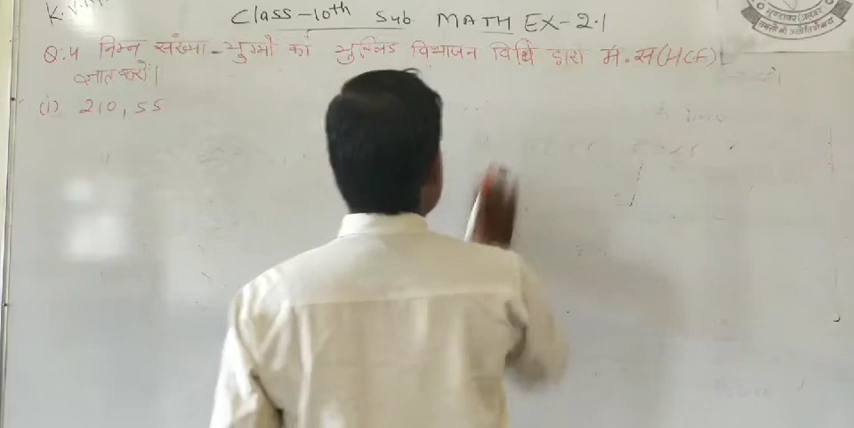 Class-10th Sub MATH EX-2.1
Q.4 निम्न संख्या-युग्मों का युक्लिड विभाजन विधि द्वारा म.स(HCF)
ज्ञात करो।
(i) 210, 55